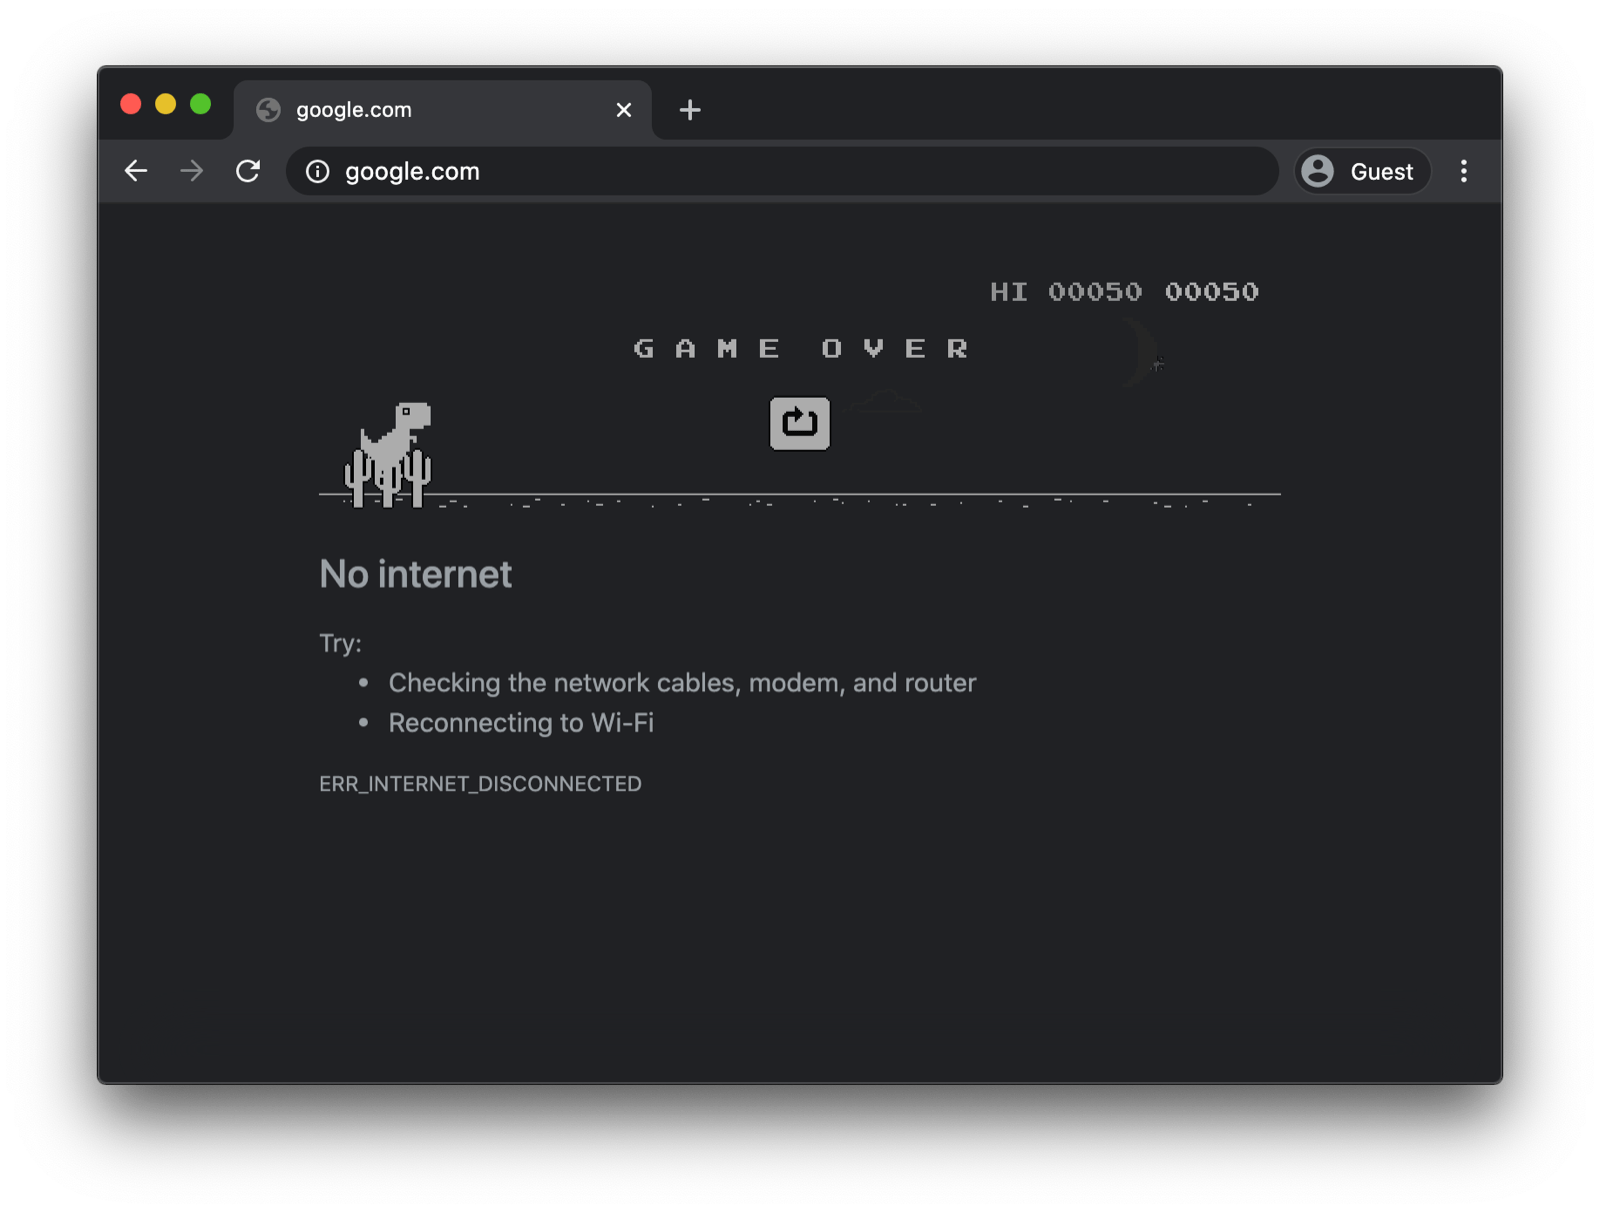 google.com
google.com
Guest
HI 00050 00050
GAME OVER
No internet
Try:
• Checking the network cables, modem, and router
• Reconnecting to Wi-Fi
ERR_INTERNET_DISCONNECTED